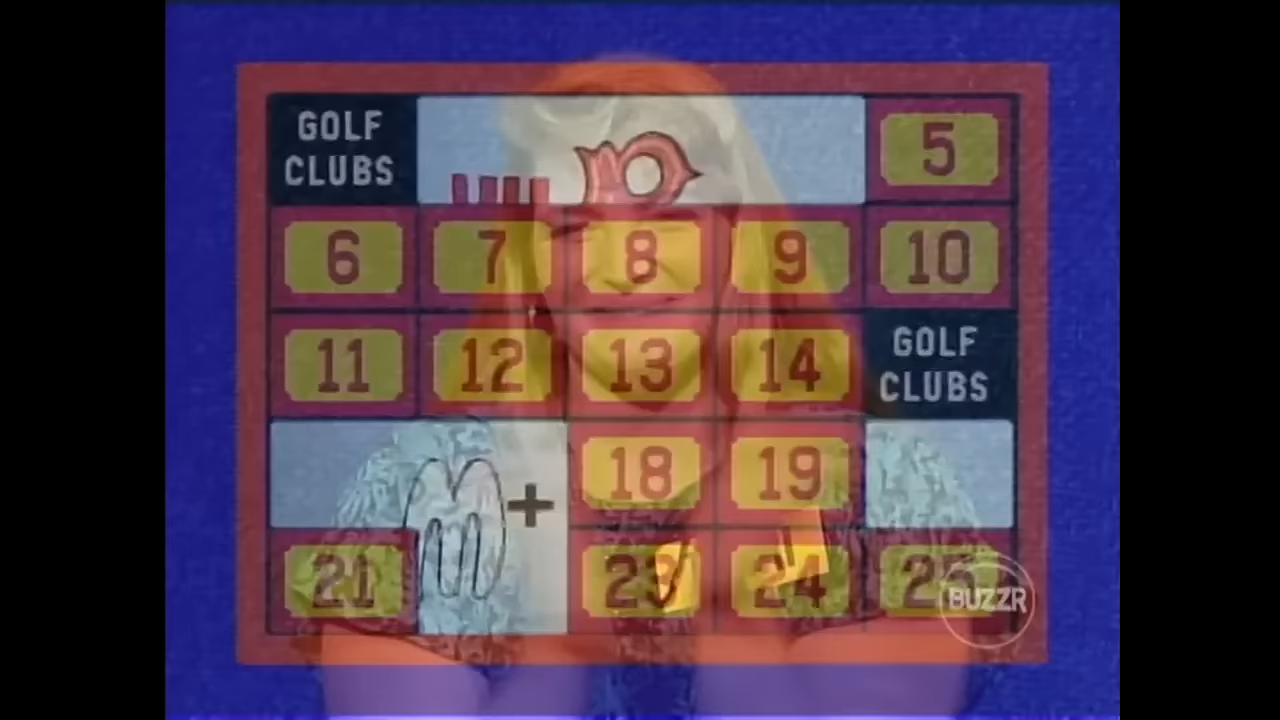 GOLF
CLUBS
5
6 7 8 9 10
11 12 13 14
GOLF
CLUBS
+
18 19
21 23 24 25
BUZZR